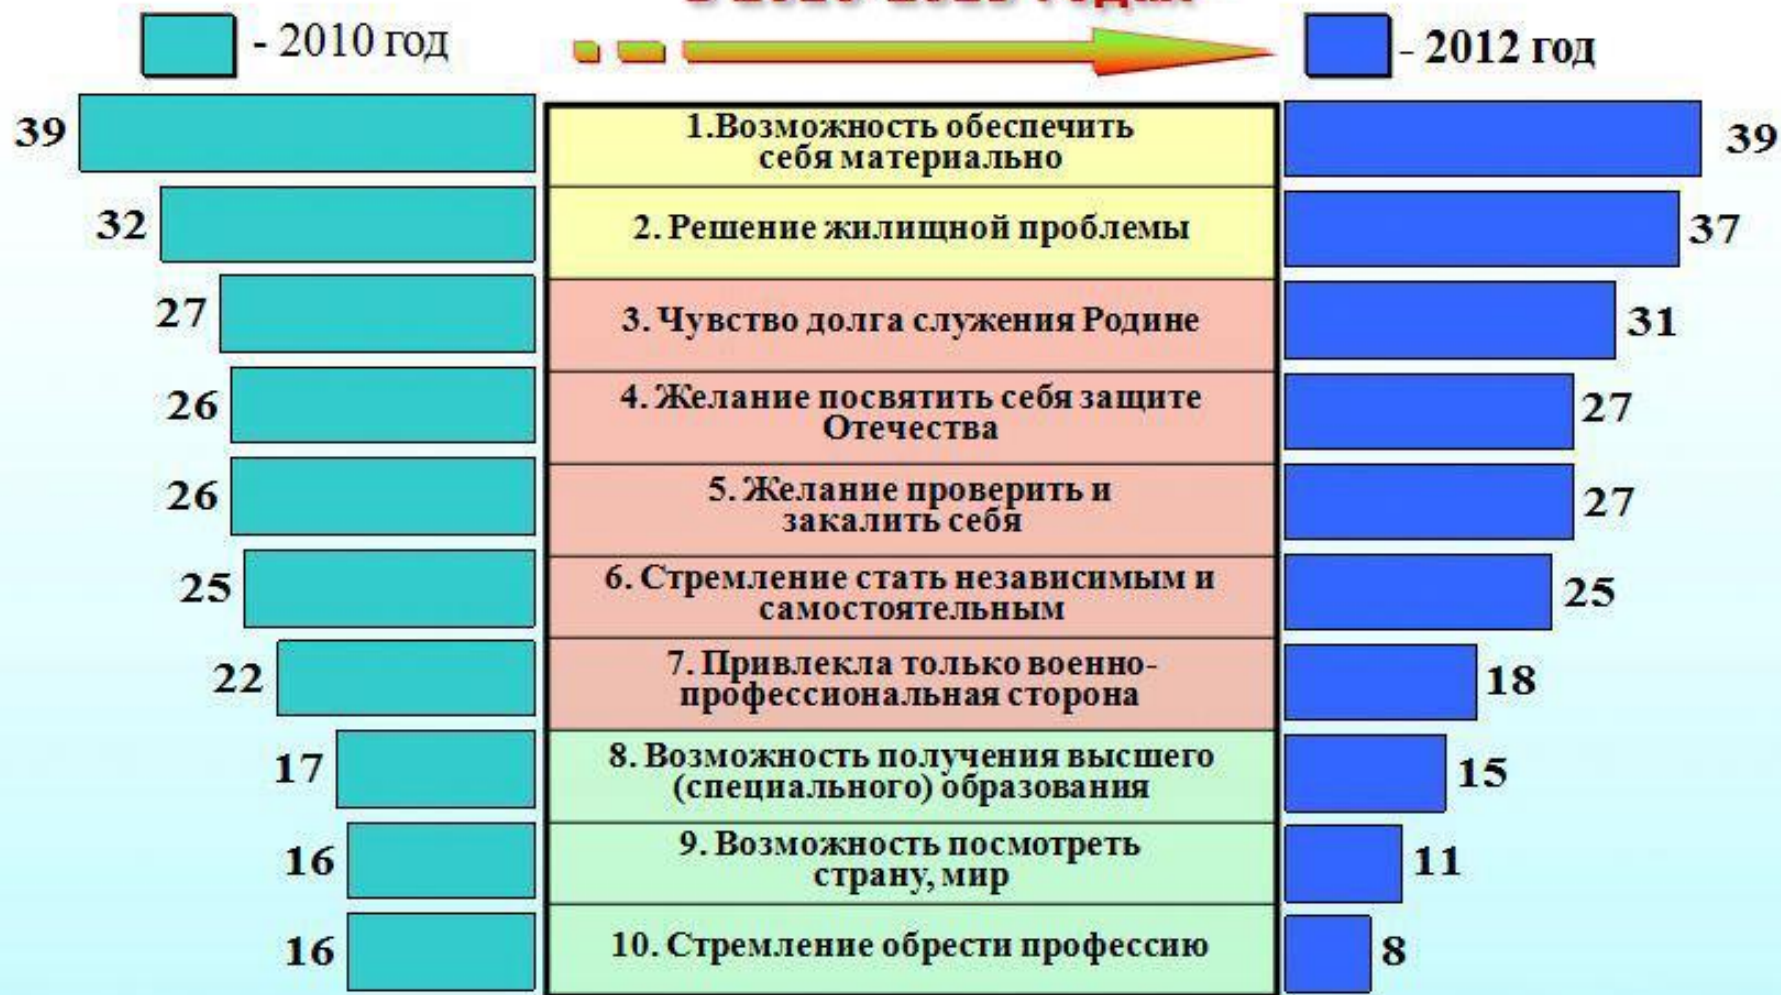 - 2010 год
- 2012 год
39
1.Возможность обеспечить
себя материально
39
32
2. Решение жилищной проблемы
37
27
3. Чувство долга служения Родине
31
26
4. Желание посвятить себя защите
Отечества
27
26
5. Желание проверить и
закалить себя
27
25
6. Стремление стать независимым и
самостоятельным
25
22
7. Привлекла только военно-
профессиональная сторона
18
17
8. Возможность получения высшего
(специального) образования
15
16
9. Возможность посмотреть
страну, мир
11
16
10. Стремление обрести профессию
8